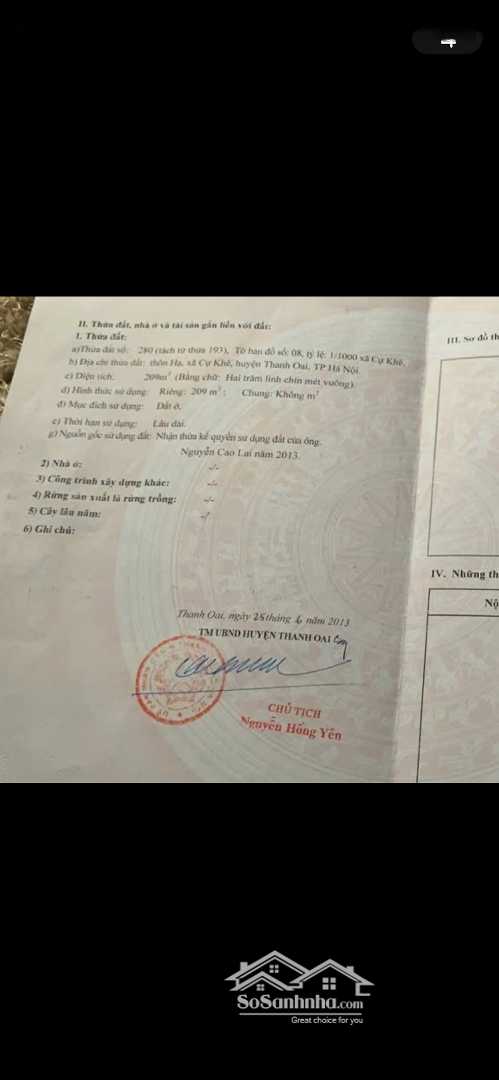 II. Thửa đất, nhà ở và tài sản gắn liền với đất:
1. Thửa đất:
a)Thửa đất số: 280 (tách từ thửa 193), Tờ bản đồ số: 08, tỷ lệ: 1/1000 xã Cự Khê,
b) Địa chỉ thửa đất: thôn Hạ, xã Cự Khê, huyện Thanh Oai, TP Hà Nội.
c) Diện tích: 209m² (Bằng chữ: Hai trăm linh chín mét vuông).
d) Hình thức sử dụng: Riêng: 209 m² ; Chung: Không m²
đ) Mục đích sử dụng: Đất ở.
e) Thời hạn sử dụng: Lâu dài.
g) Nguồn gốc sử dụng đất: Nhận thừa kế quyền sử dụng đất của ông.
Nguyễn Cao Lai năm 2013.
2) Nhà ở: -/-
3) Công trình xây dựng khác: -/-
4) Rừng sản xuất là rừng trồng: -/-
5) Cây lâu năm: -/
6) Ghi chú:
Thanh Oai, ngày 25 tháng 6 năm 2013
TM UBND HUYỆN THANH OAI
CHỦ TỊCH
Nguyễn Hồng Yên
III. Sơ đồ th
IV. Những th
Nộ
SoSanhnha.com
Great choice for you